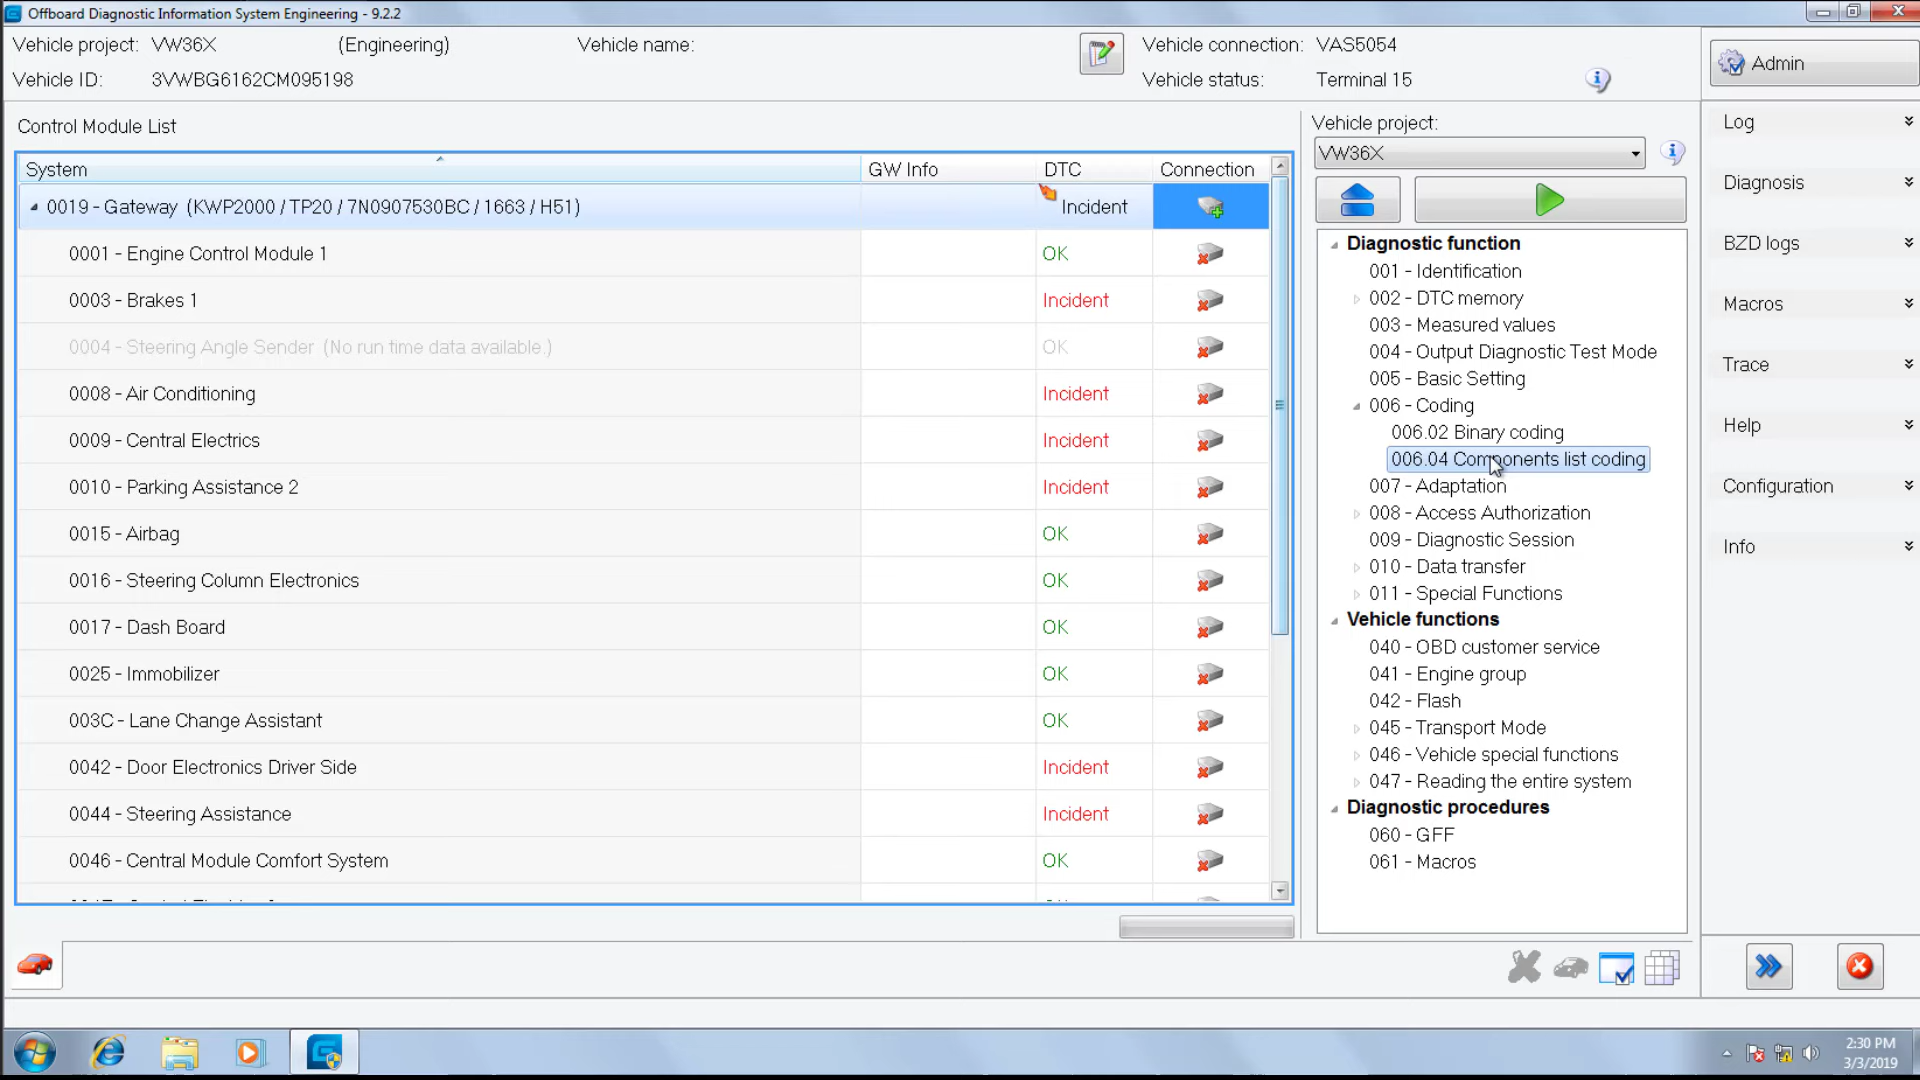 Offboard Diagnostic Information System Engineering - 9.2.2
Vehicle project: VW36X (Engineering) Vehicle name:
Vehicle ID: 3VWBG6162CM095198
Vehicle connection: VAS5054
Vehicle status: Terminal 15
Admin
Control Module List
System GW Info DTC Connection
0019 - Gateway (KWP2000 / TP20 / 7N0907530BC / 1663 / H51) Incident
0001 - Engine Control Module 1 OK
0003 - Brakes 1 Incident
0004 - Steering Angle Sender (No run time data available.) OK
0008 - Air Conditioning Incident
0009 - Central Electrics Incident
0010 - Parking Assistance 2 Incident
0015 - Airbag OK
0016 - Steering Column Electronics OK
0017 - Dash Board OK
0025 - Immobilizer OK
003C - Lane Change Assistant OK
0042 - Door Electronics Driver Side Incident
0044 - Steering Assistance Incident
0046 - Central Module Comfort System OK
Vehicle project:
VW36X
Diagnostic function
001 - Identification
002 - DTC memory
003 - Measured values
004 - Output Diagnostic Test Mode
005 - Basic Setting
006 - Coding
006.02 Binary coding
006.04 Components list coding
007 - Adaptation
008 - Access Authorization
009 - Diagnostic Session
010 - Data transfer
011 - Special Functions
Vehicle functions
040 - OBD customer service
041 - Engine group
042 - Flash
045 - Transport Mode
046 - Vehicle special functions
047 - Reading the entire system
Diagnostic procedures
060 - GFF
061 - Macros
Log
Diagnosis
BZD logs
Macros
Trace
Help
Configuration
Info
2:30 PM
3/3/2019